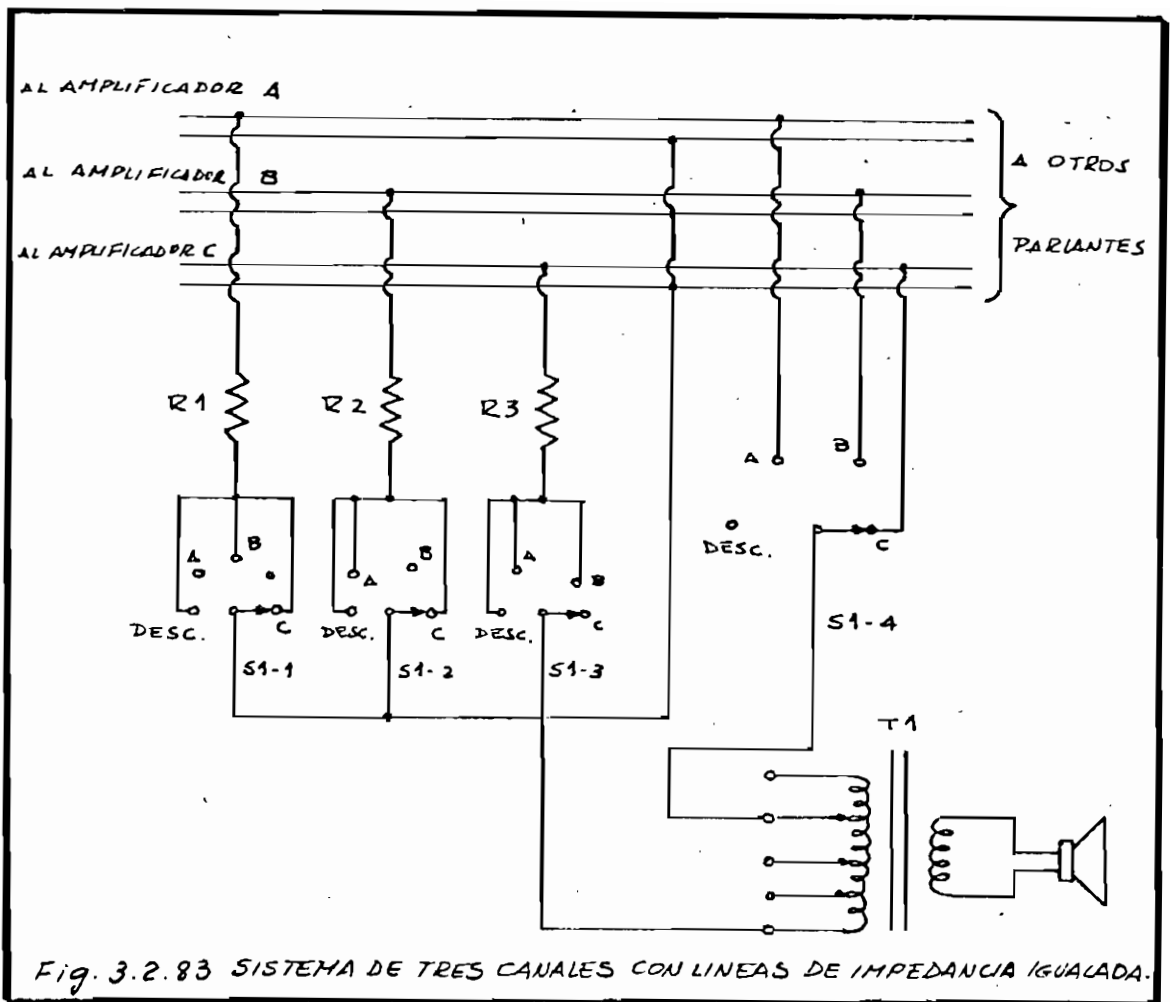 AL AMPLIFICADOR A
AL AMPLIFICADOR B
AL AMPLIFICADOR C
A OTROS
PARLANTES
R1
R2
R3
A
B
DESC.
C
A
B
DESC.
C
S1-1
A
B
DESC.
C
S1-2
A
B
DESC.
C
S1-3
S1-4
T1
Fig. 3.2.83 SISTEMA DE TRES CANALES CON LINEAS DE IMPEDANCIA IGUALADA.